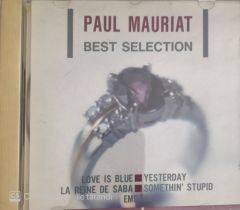 PAUL MAURIAT
BEST SELECTION
LOVE IS BLUE ■ YESTERDAY
LA REINE DE SABA ■ SOMETHIN' STUPID